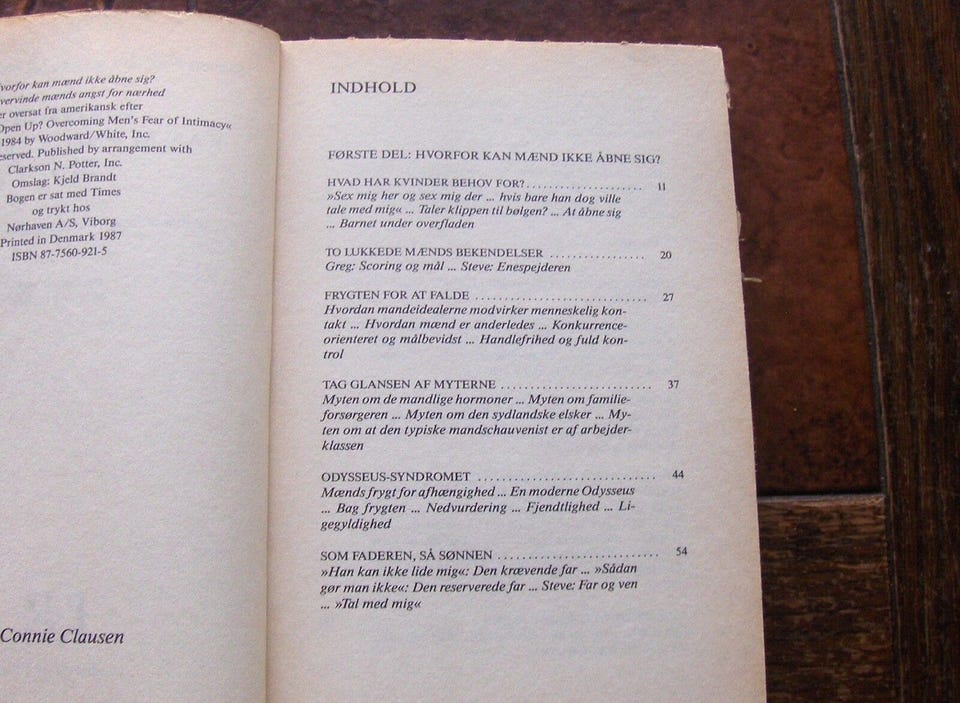 vorfor kan mænd ikke åbne sig?
vervinde mænds angst for nærhed
er oversat fra amerikansk efter
Open Up? Overcoming Men's Fear of Intimacy«
1984 by Woodward/White, Inc.
eserved. Published by arrangement with
Clarkson N. Potter, Inc.
Omslag: Kjeld Brandt
Bogen er sat med Times
og trykt hos
Nørhaven A/S, Viborg
Printed in Denmark 1987
ISBN 87-7560-921-5
Connie Clausen
INDHOLD
FØRSTE DEL: HVORFOR KAN MÆND IKKE ÅBNE SIG?
HVAD HAR KVINDER BEHOV FOR? 11
»Sex mig her og sex mig der ... hvis bare han dog ville
tale med mig« ... Taler klippen til bølgen? ... At åbne sig
... Barnet under overfladen
TO LUKKEDE MÆNDS BEKENDELSER 20
Greg: Scoring og mål ... Steve: Enespejderen
FRYGTEN FOR AT FALDE 27
Hvordan mandeidealerne modvirker menneskelig kon-
takt ... Hvordan mænd er anderledes ... Konkurrence-
orienteret og målbevidst ... Handlefrihed og fuld kon-
trol
TAG GLANSEN AF MYTERNE 37
Myten om de mandlige hormoner ... Myten om familie-
forsørgeren ... Myten om den sydlandske elsker ... My-
ten om at den typiske mandschauvenist er af arbejder-
klassen
ODYSSEUS-SYNDROMET 44
Mænds frygt for afhængighed ... En moderne Odysseus
... Bag frygten ... Nedvurdering ... Fjendtlighed ... Li-
gegyldighed
SOM FADEREN, SÅ SØNNEN 54
»Han kan ikke lide mig«: Den krævende far ... »Sådan
gør man ikke«: Den reserverede far ... Steve: Far og ven
... »Tal med mig«